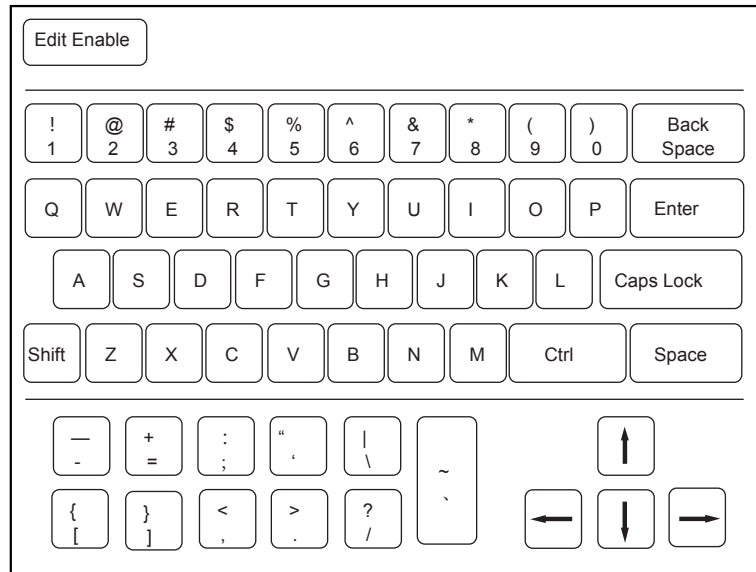 Edit Enable
! @ # $ % ^ & * ( ) Back
1 2 3 4 5 6 7 8 9 0 Space
Q W E R T Y U I O P Enter
A S D F G H J K L Caps Lock
Shift Z X C V B N M Ctrl Space
— + : “ | ~
- = ; ‘ \ `
{ } < > ?
[ ] , . /